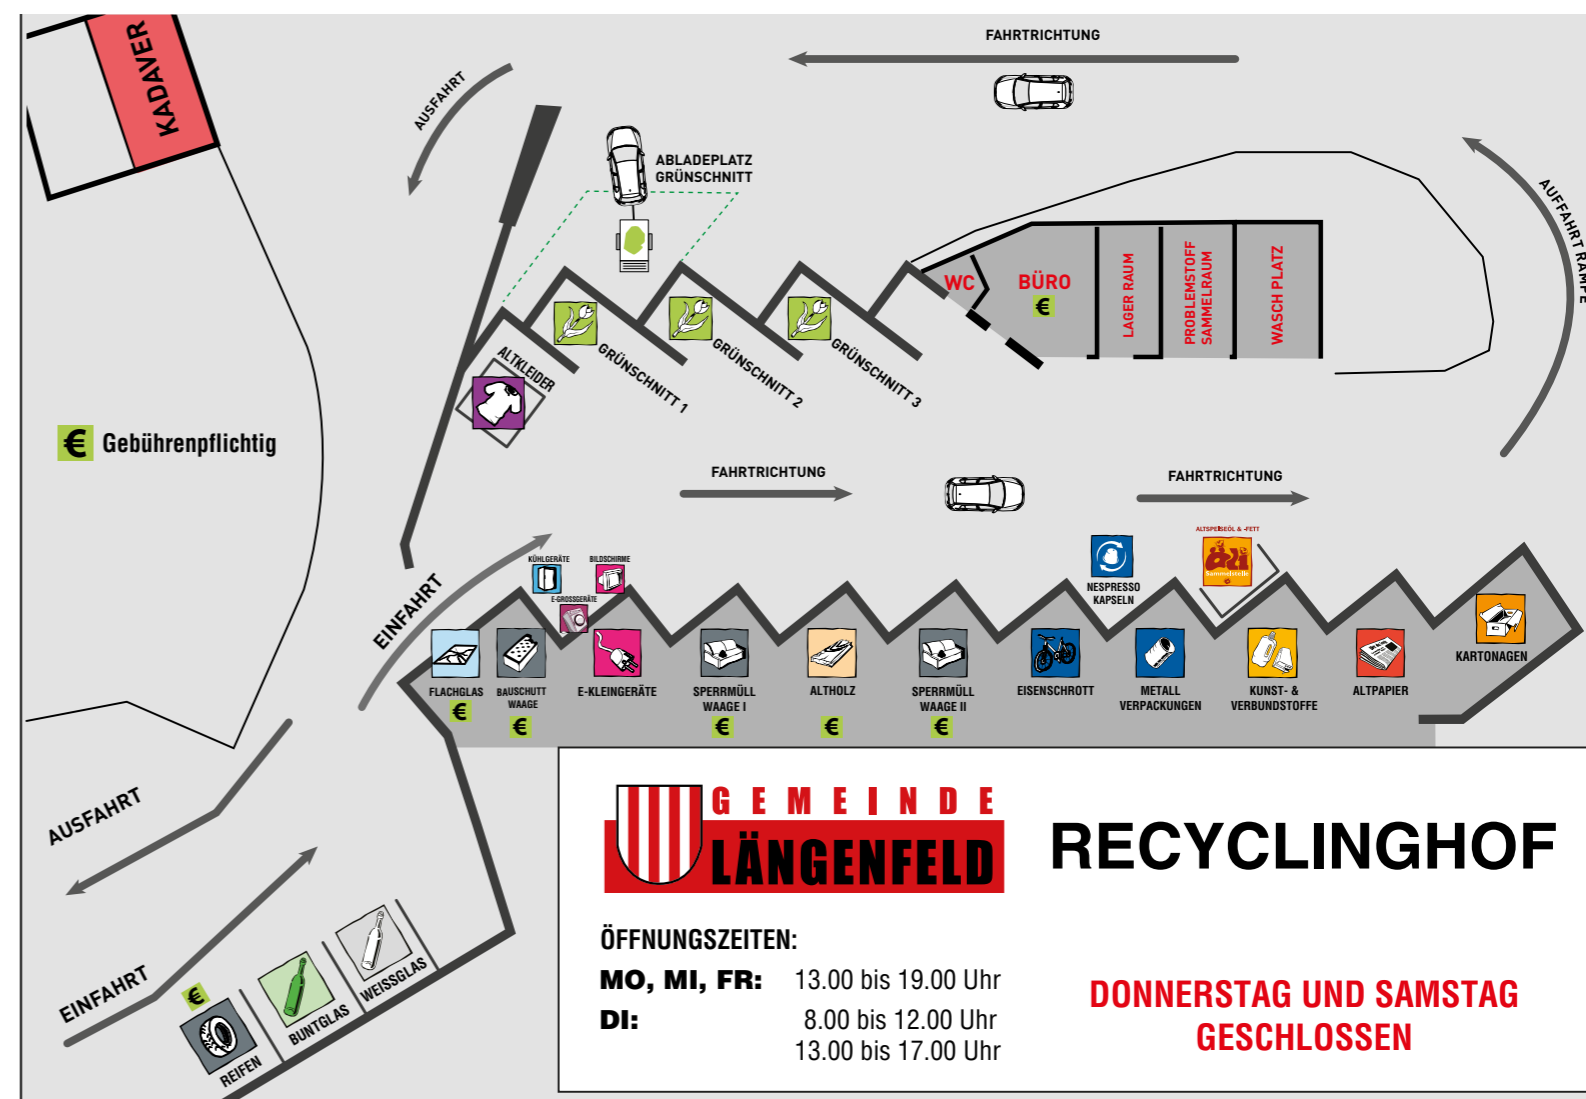 KADAVER
FAHRTRICHTUNG
AUSFAHRT
ABLADEPLATZ
GRÜNSCHNITT
AUFFAHRT RAMPE
WC
BÜRO
€
LAGER RAUM
PROBLEMSTOFF
SAMMELRAUM
WASCH PLATZ
ALTKLEIDER
GRÜNSCHNITT 1
GRÜNSCHNITT 2
GRÜNSCHNITT 3
€ Gebührenpflichtig
FAHRTRICHTUNG
FAHRTRICHTUNG
EINFAHRT
KÜHLGERÄTE
BILDSCHIRME
E-GROSSGERÄTE
NESPRESSO
KAPSELN
ALTSPEISEÖL & -FETT
öli
Sammelstelle
FLACHGLAS
€
BAUSCHUTT
WAAGE
€
E-KLEINGERÄTE
SPERRMÜLL
WAAGE I
€
ALTHOLZ
€
SPERRMÜLL
WAAGE II
€
EISENSCHROTT
METALL
VERPACKUNGEN
KUNST- &
VERBUNDSTOFFE
ALTPAPIER
KARTONAGEN
AUSFAHRT
EINFAHRT
€
REIFEN
BUNTGLAS
WEISSGLAS
GEMEINDE
LÄNGENFELD
RECYCLINGHOF
ÖFFNUNGSZEITEN:
MO, MI, FR: 13.00 bis 19.00 Uhr
DI: 8.00 bis 12.00 Uhr
13.00 bis 17.00 Uhr
DONNERSTAG UND SAMSTAG
GESCHLOSSEN